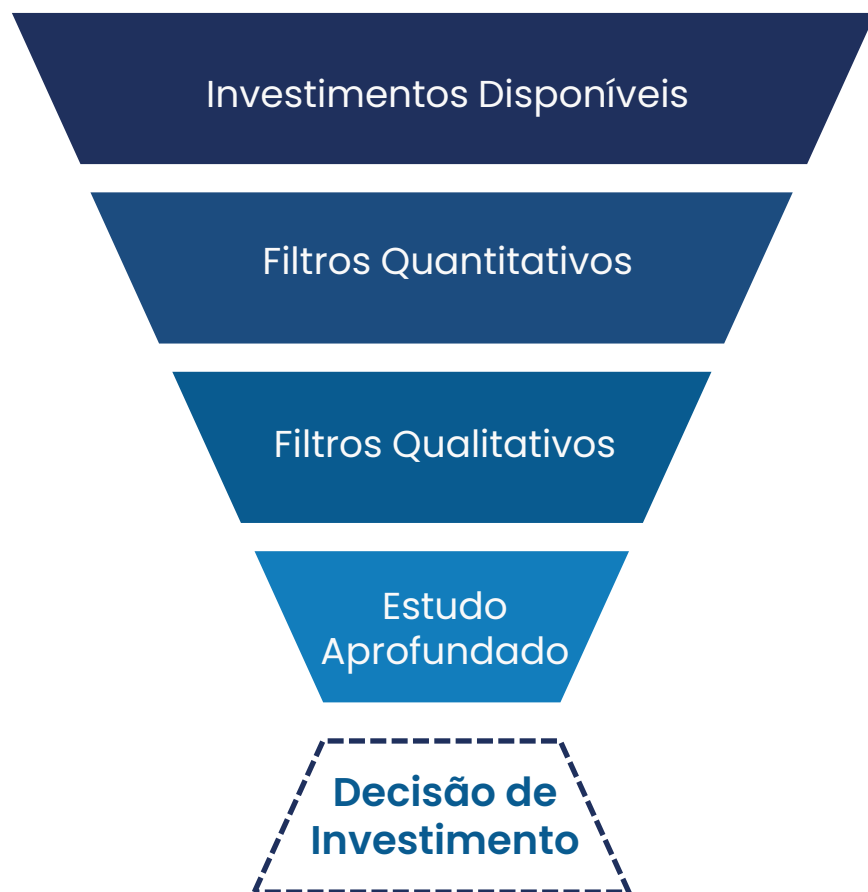 Investimentos Disponíveis
Filtros Quantitativos
Filtros Qualitativos
Estudo
Aprofundado
Decisão de
Investimento